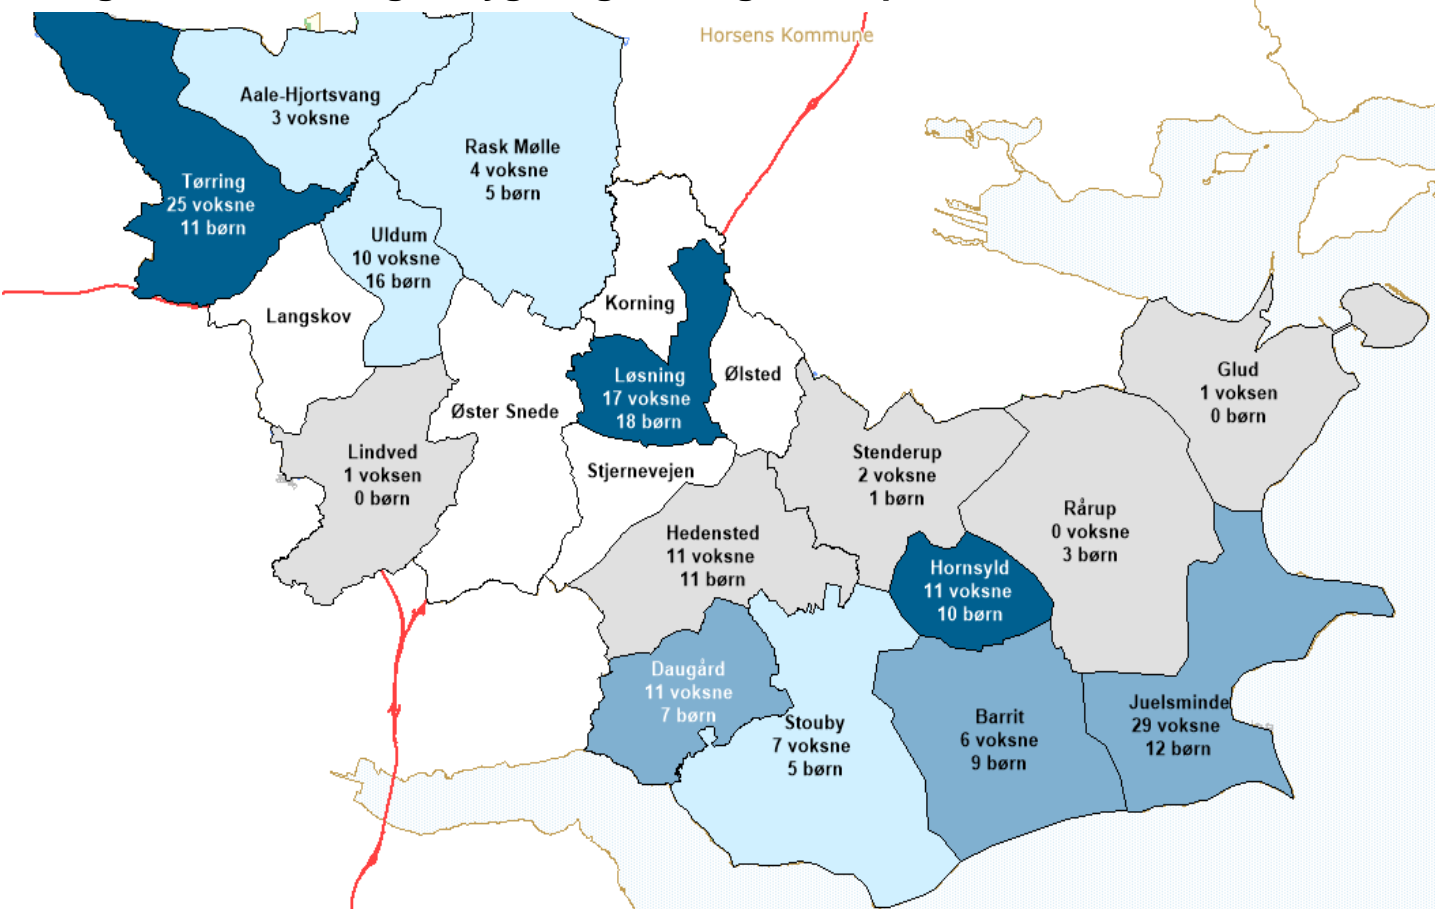 Horsens Kommune
Aale-Hjortsvang
3 voksne
Rask Mølle
4 voksne
5 børn
Tørring
25 voksne
11 børn
Uldum
10 voksne
16 børn
Langskov
Korning
Løsning
17 voksne
18 børn
Ølsted
Glud
1 voksen
0 børn
Øster Snede
Lindved
1 voksen
0 børn
Stjernevejen
Stenderup
2 voksne
1 børn
Rårup
0 voksne
3 børn
Hedensted
11 voksne
11 børn
Hornsyld
11 voksne
10 børn
Daugård
11 voksne
7 børn
Stouby
7 voksne
5 børn
Barrit
6 voksne
9 børn
Juelsminde
29 voksne
12 børn